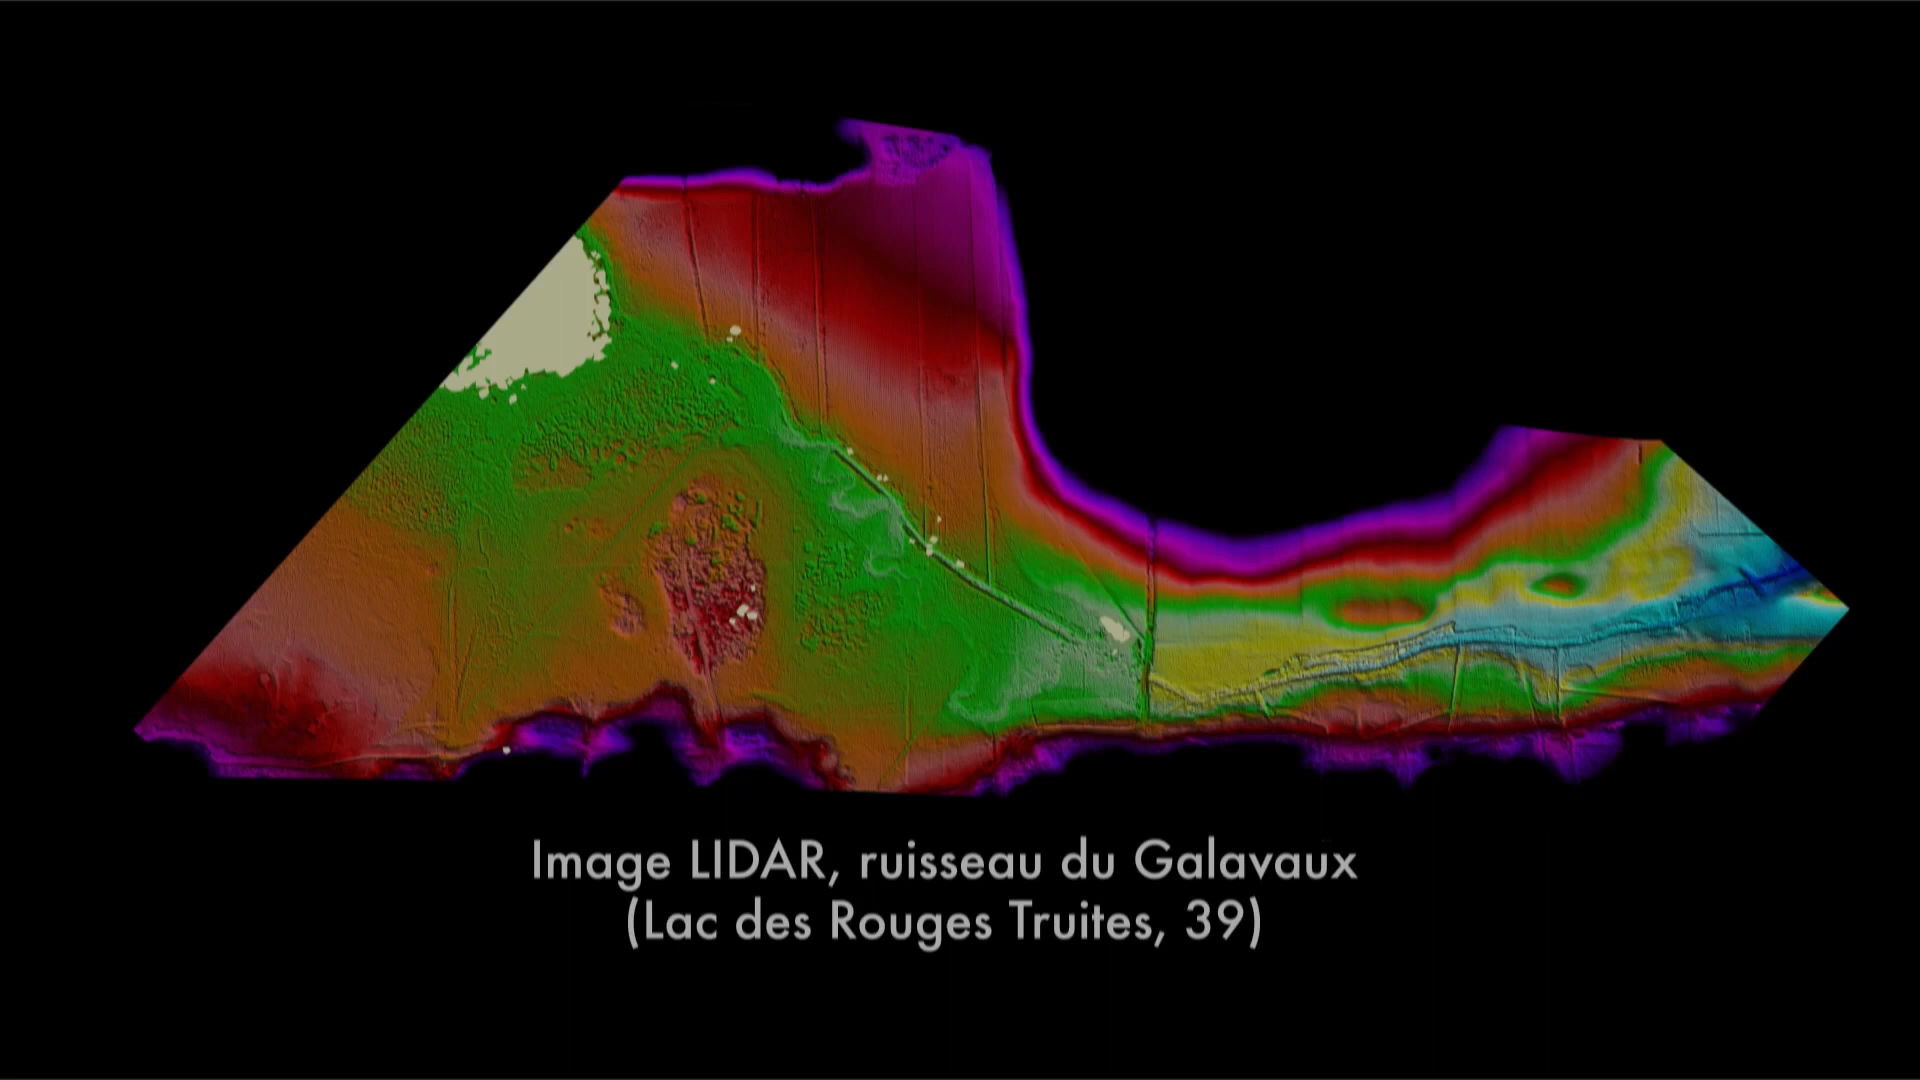 Image LIDAR, ruisseau du Galavaux
(Lac des Rouges Truites, 39)